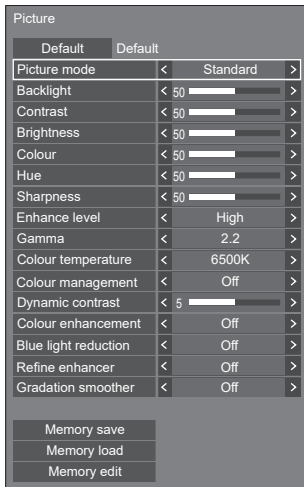 Picture
Default Default
Picture mode < Standard >
Backlight < 50 >
Contrast < 50 >
Brightness < 50 >
Colour < 50 >
Hue < 50 >
Sharpness < 50 >
Enhance level < High >
Gamma < 2.2 >
Colour temperature < 6500K >
Colour management < Off >
Dynamic contrast < 5 >
Colour enhancement < Off >
Blue light reduction < Off >
Refine enhancer < Off >
Gradation smoother < Off >
Memory save
Memory load
Memory edit